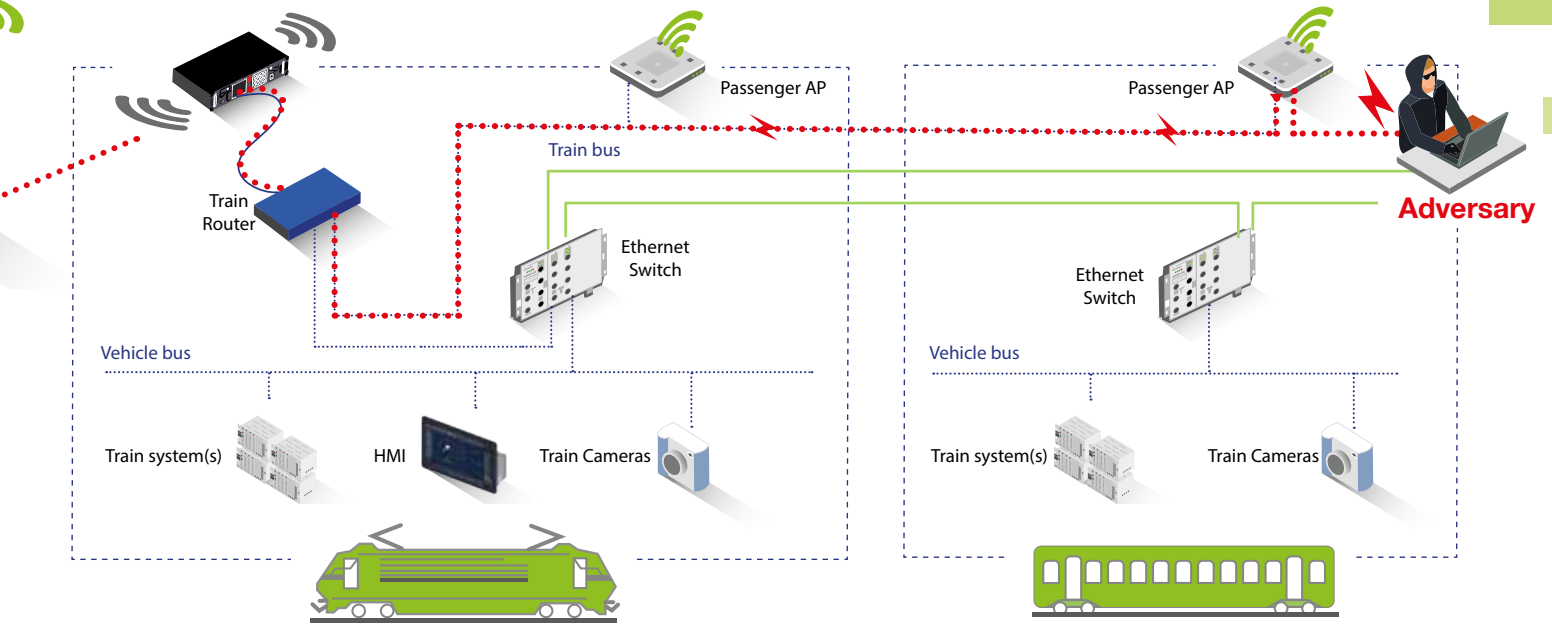 Passenger AP
Passenger AP
Train bus
Train
Router
Adversary
Ethernet
Switch
Ethernet
Switch
Vehicle bus
Vehicle bus
Train system(s)
HMI
Train Cameras
Train system(s)
Train Cameras